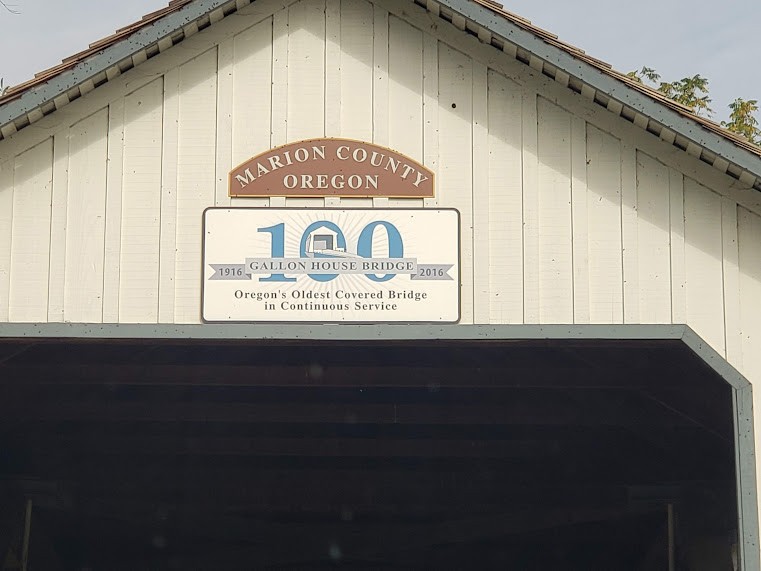 MARION COUNTY
OREGON
100
1916 GALLON HOUSE BRIDGE 2016
Oregon's Oldest Covered Bridge
in Continuous Service